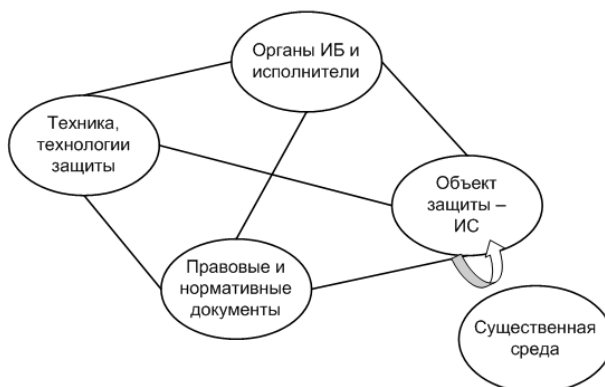 Органы ИБ и
исполнители
Техника,
технологии
защиты
Объект
защиты –
ИС
Правовые и
нормативные
документы
Существенная
среда